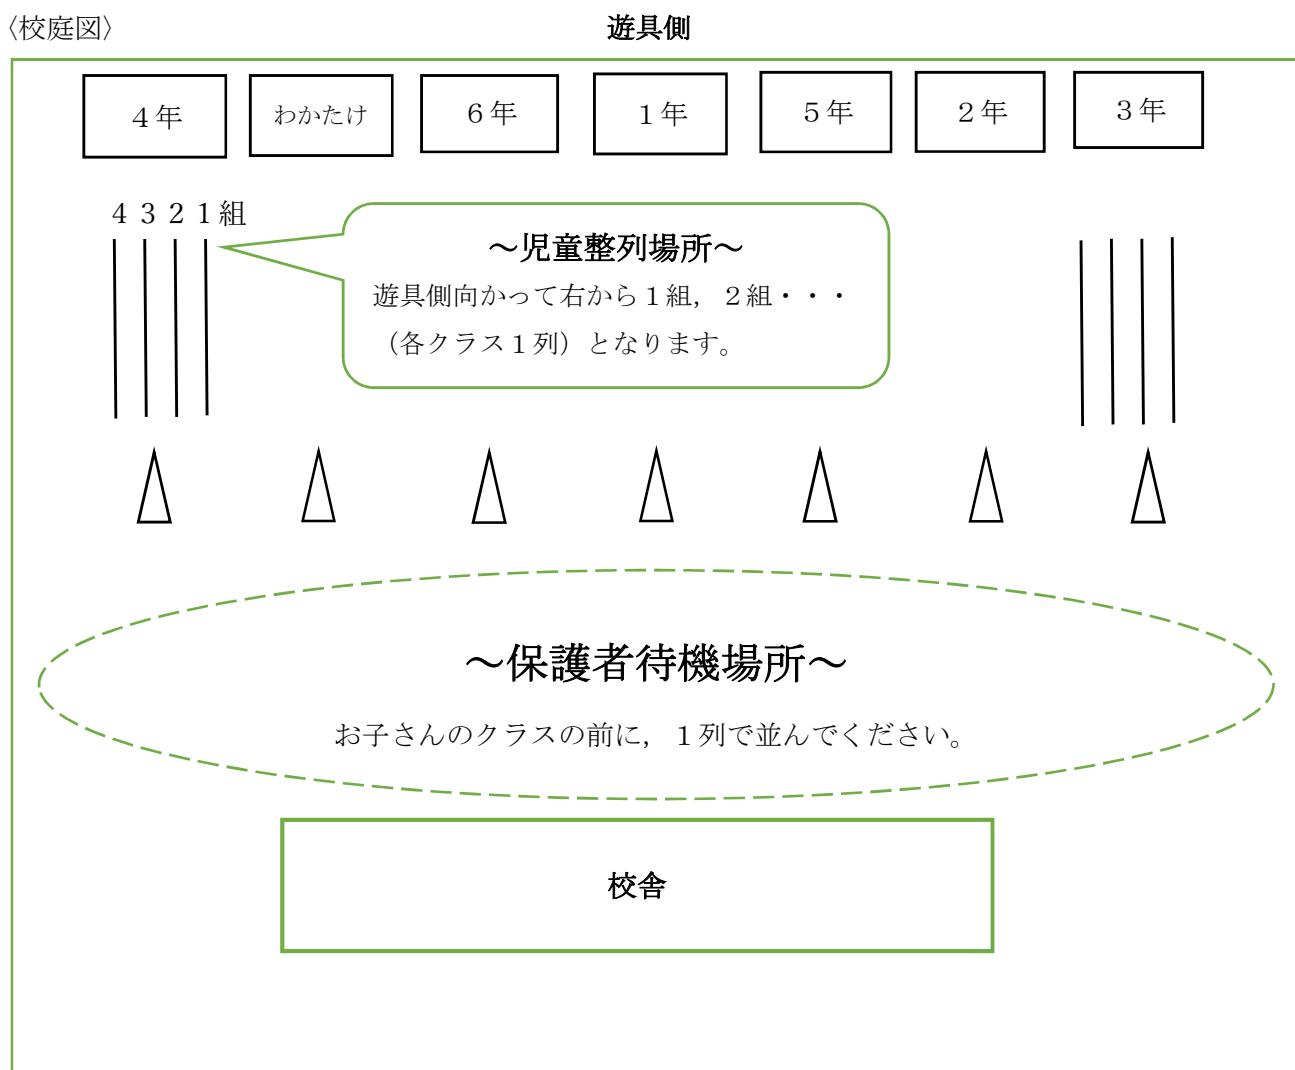 〈校庭図〉
遊具側
４年 わかたけ ６年 １年 ５年 ２年 ３年
４ ３ ２ １組
～児童整列場所～
遊具側向かって右から１組，２組・・・
（各クラス１列）となります。
～保護者待機場所～
お子さんのクラスの前に，１列で並んでください。
校舎